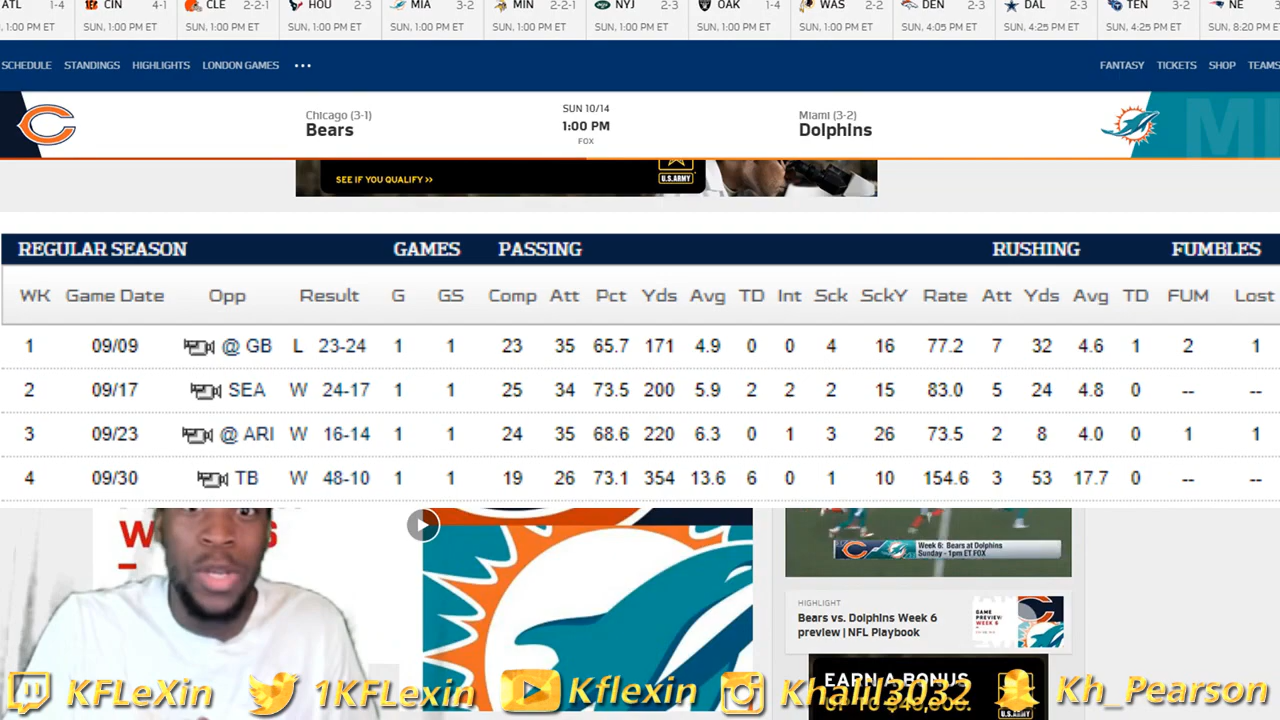 ATL 1-4 CIN 4-1 CLE 2-2-1 HOU 2-3 MIA 3-2 MIN 2-2-1 NYJ 2-3 OAK 1-4 WAS 2-2 DEN 2-3 DAL 2-3 TEN 3-2 NE
1:00 PM ET SUN, 1:00 PM ET SUN, 1:00 PM ET SUN, 1:00 PM ET SUN, 1:00 PM ET SUN, 1:00 PM ET SUN, 1:00 PM ET SUN, 1:00 PM ET SUN, 1:00 PM ET SUN, 4:05 PM ET SUN, 4:25 PM ET SUN, 4:25 PM ET SUN, 8:20 PM ET
SCHEDULE STANDINGS HIGHLIGHTS LONDON GAMES ••• FANTASY TICKETS SHOP TEAMS
SUN 10/14
Chicago (3-1) Miami (3-2)
Bears 1:00 PM Dolphins
FOX
MI
SEE IF YOU QUALIFY >> U.S.ARMY
REGULAR SEASON GAMES PASSING RUSHING FUMBLES
WK Game Date Opp Result G GS Comp Att Pct Yds Avg TD Int Sck SckY Rate Att Yds Avg TD FUM Lost
1 09/09 @ GB L 23-24 1 1 23 35 65.7 171 4.9 0 0 4 16 77.2 7 32 4.6 1 2 1
2 09/17 SEA W 24-17 1 1 25 34 73.5 200 5.9 2 2 2 15 83.0 5 24 4.8 0 -- --
3 09/23 @ ARI W 16-14 1 1 24 35 68.6 220 6.3 0 1 3 26 73.5 2 8 4.0 0 1 1
4 09/30 TB W 48-10 1 1 19 26 73.1 354 13.6 6 0 1 10 154.6 3 53 17.7 0 -- --
Week 6: Bears at Dolphins
Sunday - 1pm ET FOX
HIGHLIGHT
Bears vs. Dolphins Week 6
preview | NFL Playbook
GAME
PREVIEW
WEEK 6
EARN A BONUS
UP TO $40,000.
U.S.ARMY
KFLeXin 1KFLexin Kflexin Khalil3032 Kh_Pearson